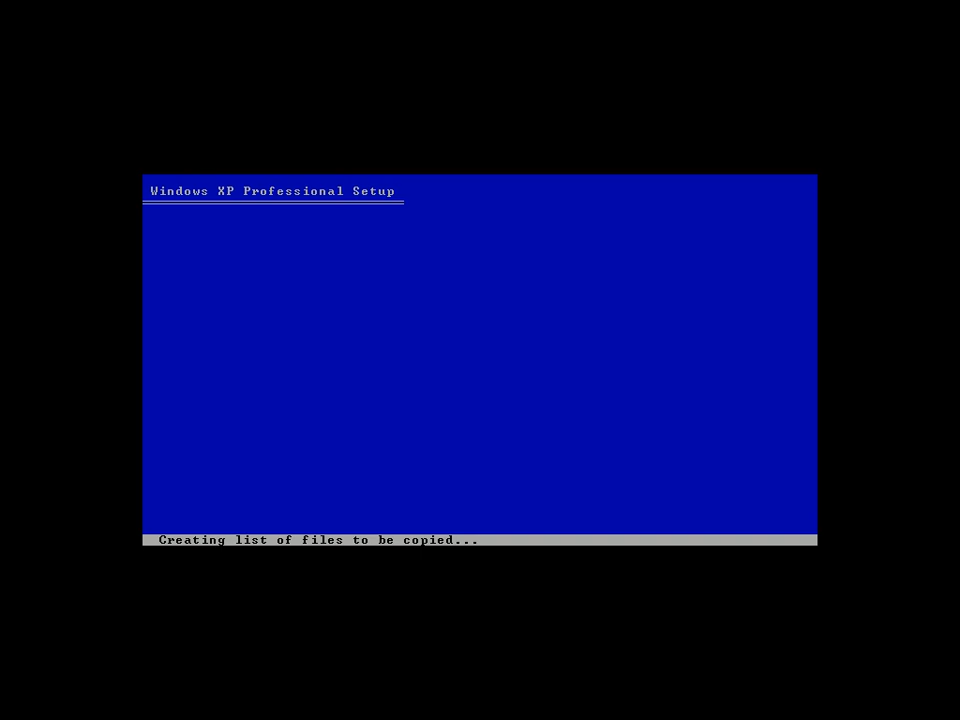 Windows XP Professional Setup
Creating list of files to be copied...